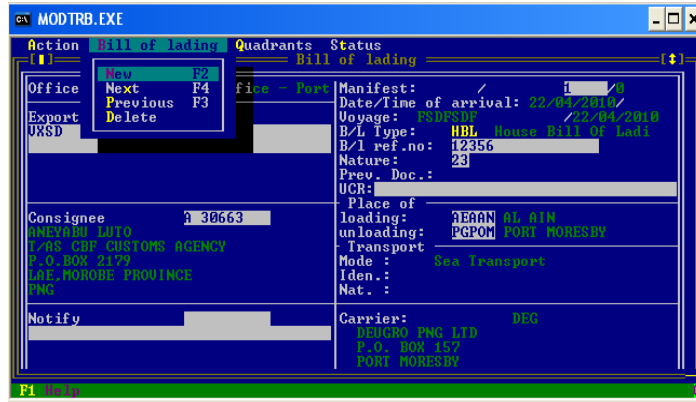 MODTRB.EXE
Action Bill of lading Quadrants Status
Bill of lading
New F2
Next F4
Previous F3
Delete
Office fice - Port
Export
VXSD
Manifest: / 1 /0
Date/Time of arrival: 22/04/2010/
Voyage: FSDFSDF /22/04/2010
B/L Type: HBL House Bill Of Ladi
B/l ref.no: 12356
Nature: 23
Prev. Doc.:
UCR:
Consignee A 30663
ANEYABU LUTO
T/AS CBF CUSTOMS AGENCY
P.O.BOX 2179
LAE,MOROBE PROVINCE
PNG
Place of
loading: AEAAN AL AIN
unloading: PGPOM PORT MORESBY
Transport
Mode : Sea Transport
Iden.:
Nat. :
Notify
Carrier: DEG
DEUGRO PNG LTD
P.O. BOX 157
PORT MORESBY
F1 Help